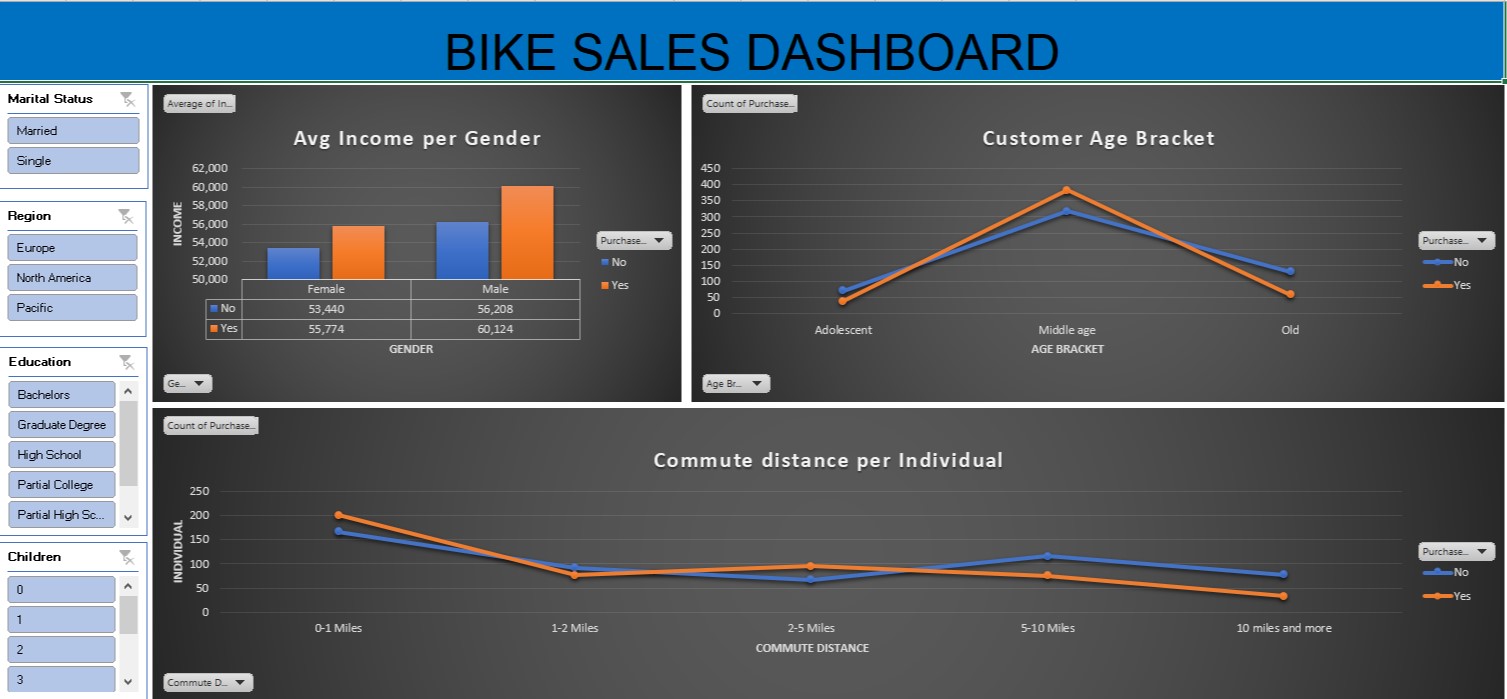 BIKE SALES DASHBOARD
Marital Status
Married
Single
Region
Europe
North America
Pacific
Education
Bachelors
Graduate Degree
High School
Partial College
Partial High Sc...
Children
0
1
2
3
Average of In...
Avg Income per Gender
62,000
60,000
58,000
56,000
54,000
52,000
50,000
INCOME
Female Male
No 53,440 56,208
Yes 55,774 60,124
GENDER
Purchase...
No
Yes
Ge...
Count of Purchase...
Customer Age Bracket
450
400
350
300
250
200
150
100
50
0
Adolescent Middle age Old
AGE BRACKET
Purchase...
No
Yes
Age Br...
Count of Purchase...
Commute distance per Individual
250
200
150
100
50
0
INDIVIDUAL
0-1 Miles 1-2 Miles 2-5 Miles 5-10 Miles 10 miles and more
COMMUTE DISTANCE
Purchase...
No
Yes
Commute D...